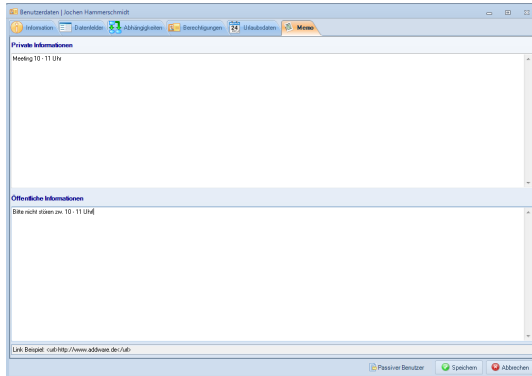 Benutzerdaten | Jochen Hammerschmidt
Information Datenfelder Abhängigkeiten Berechtigungen 24 Urlaubsdaten Memo
Private Informationen
Meeting 10 - 11 Uhr
Öffentliche Informationen
Bitte nicht stören zw. 10 - 11 Uhr
Link Beispiel: <url>http://www.addware.de</url>
Passiver Benutzer Speichern Abbrechen